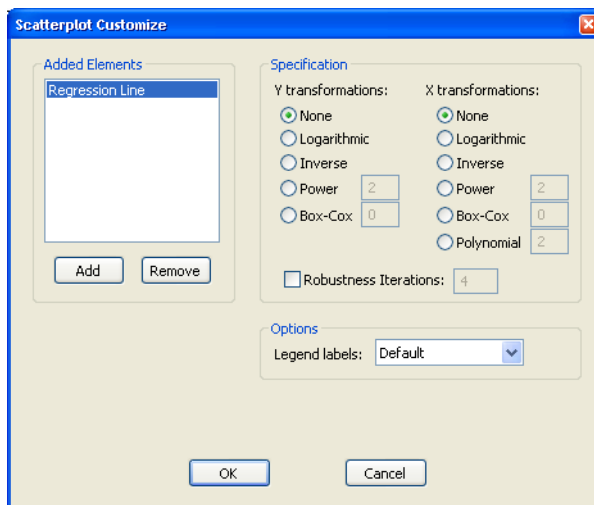 Scatterplot Customize
Added Elements
Regression Line
Add
Remove
Specification
Y transformations:
None
Logarithmic
Inverse
Power 2
Box-Cox 0
X transformations:
None
Logarithmic
Inverse
Power 2
Box-Cox 0
Polynomial 2
Robustness Iterations: 4
Options
Legend labels: Default
OK
Cancel